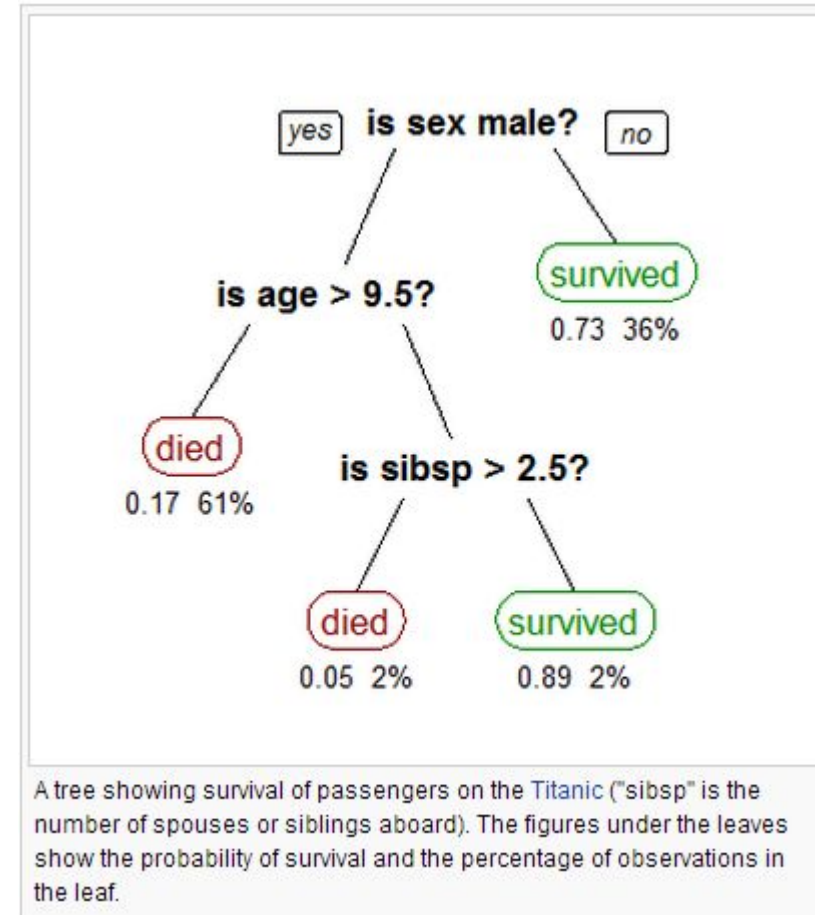 yes is sex male? no
is age > 9.5?
survived
0.73 36%
died
0.17 61%
is sibsp > 2.5?
died survived
0.05 2% 0.89 2%
A tree showing survival of passengers on the Titanic ("sibsp" is the
number of spouses or siblings aboard). The figures under the leaves
show the probability of survival and the percentage of observations in
the leaf.